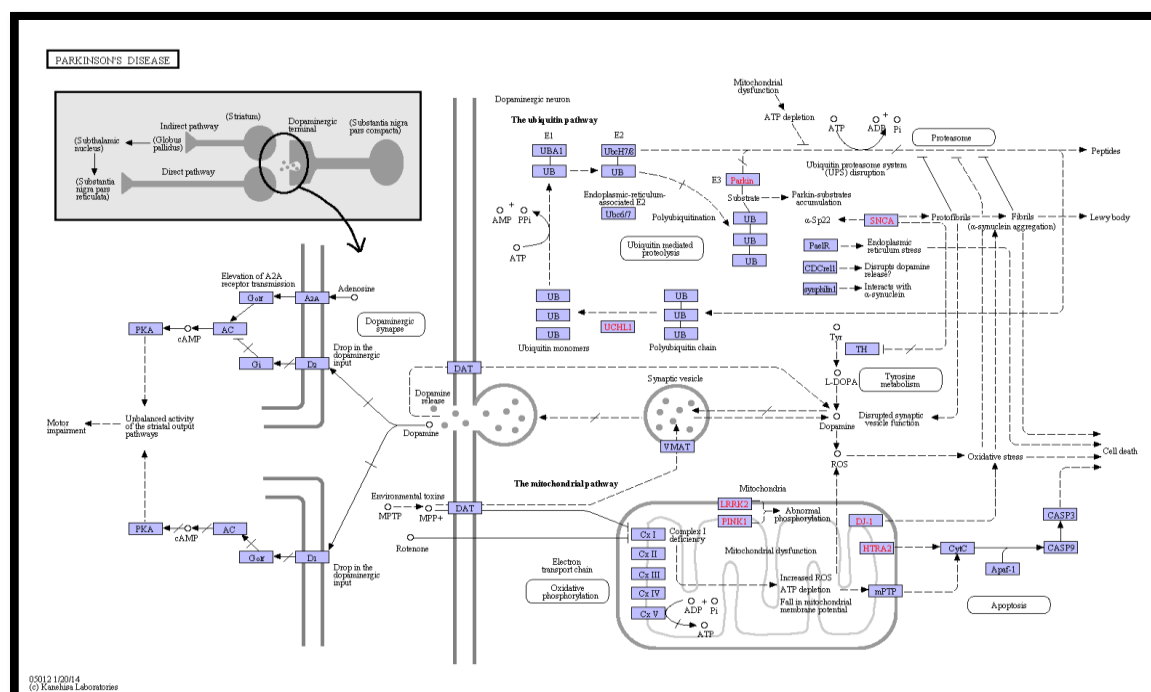 PARKINSON'S DISEASE
(Striatum)
Indirect pathway
Dopaminergic
terminal
(Substantia nigra
pars compacta)
(Subthalamic
nucleus)
(Globus
pallidus)
Direct pathway
(Substantia
nigra pars
reticulata)
Dopaminergic neuron
The ubiquitin pathway
E1
E2
UBA1
UbcH7/8
UB
UB
Endoplasmic-reticulum-
associated E2
Ubc6/7
AMP
PPi
ATP
Polyubiquitination
Ubiquitin mediated
proteolysis
E3
Parkin
Substrate
Parkin-substrates
accumulation
UB
UB
UB
Mitochondrial
dysfunction
ATP depletion
ATP
ADP
+
Pi
Proteasome
Peptides
Ubiquitin proteasome system
(UPS) disruption
α-Sp22
SNCA
Protofibrils
Fibrils
Lewy body
(α-synuclein aggregation)
PaelR
Endoplasmic
reticulum stress
CDCrel1
Disrupts dopamine
release?
synphilin1
Interacts with
α-synuclein
UB
UB
UB
Ubiquitin monomers
UCHL1
UB
UB
UB
Polyubiquitin chain
Elevation of A2A
receptor transmission
Golf
A2A
Adenosine
PKA
cAMP
AC
Gi
D2
Drop in the
dopaminergic
input
Dopaminergic
synapse
Tyr
TH
L-DOPA
Tyrosine
metabolism
DAT
Synaptic vesicle
Dopamine
release
Dopamine
VMAT
Dopamine
Disrupted synaptic
vesicle function
ROS
Oxidative stress
Cell death
Motor
impairment
Unbalanced activity
of the striatal output
pathways
The mitochondrial pathway
Environmental toxins
MPTP
MPP+
DAT
Rotenone
PKA
cAMP
AC
Golf
D1
Drop in the
dopaminergic
input
Mitochondria
LRRK2
PINK1
Abnormal
phosphorylation
DJ-1
HTRA2
Cx I
Complex I
deficiency
Cx II
Cx III
Cx IV
Cx V
Electron
transport chain
Oxidative
phosphorylation
Mitochondrial dysfunction
Increased ROS
ATP depletion
Fall in mitochondrial
membrane potential
ADP
+
Pi
ATP
mPTP
CytC
Apaf-1
CASP9
CASP3
Apoptosis
05012 1/20/14
(c) Kanehisa Laboratories